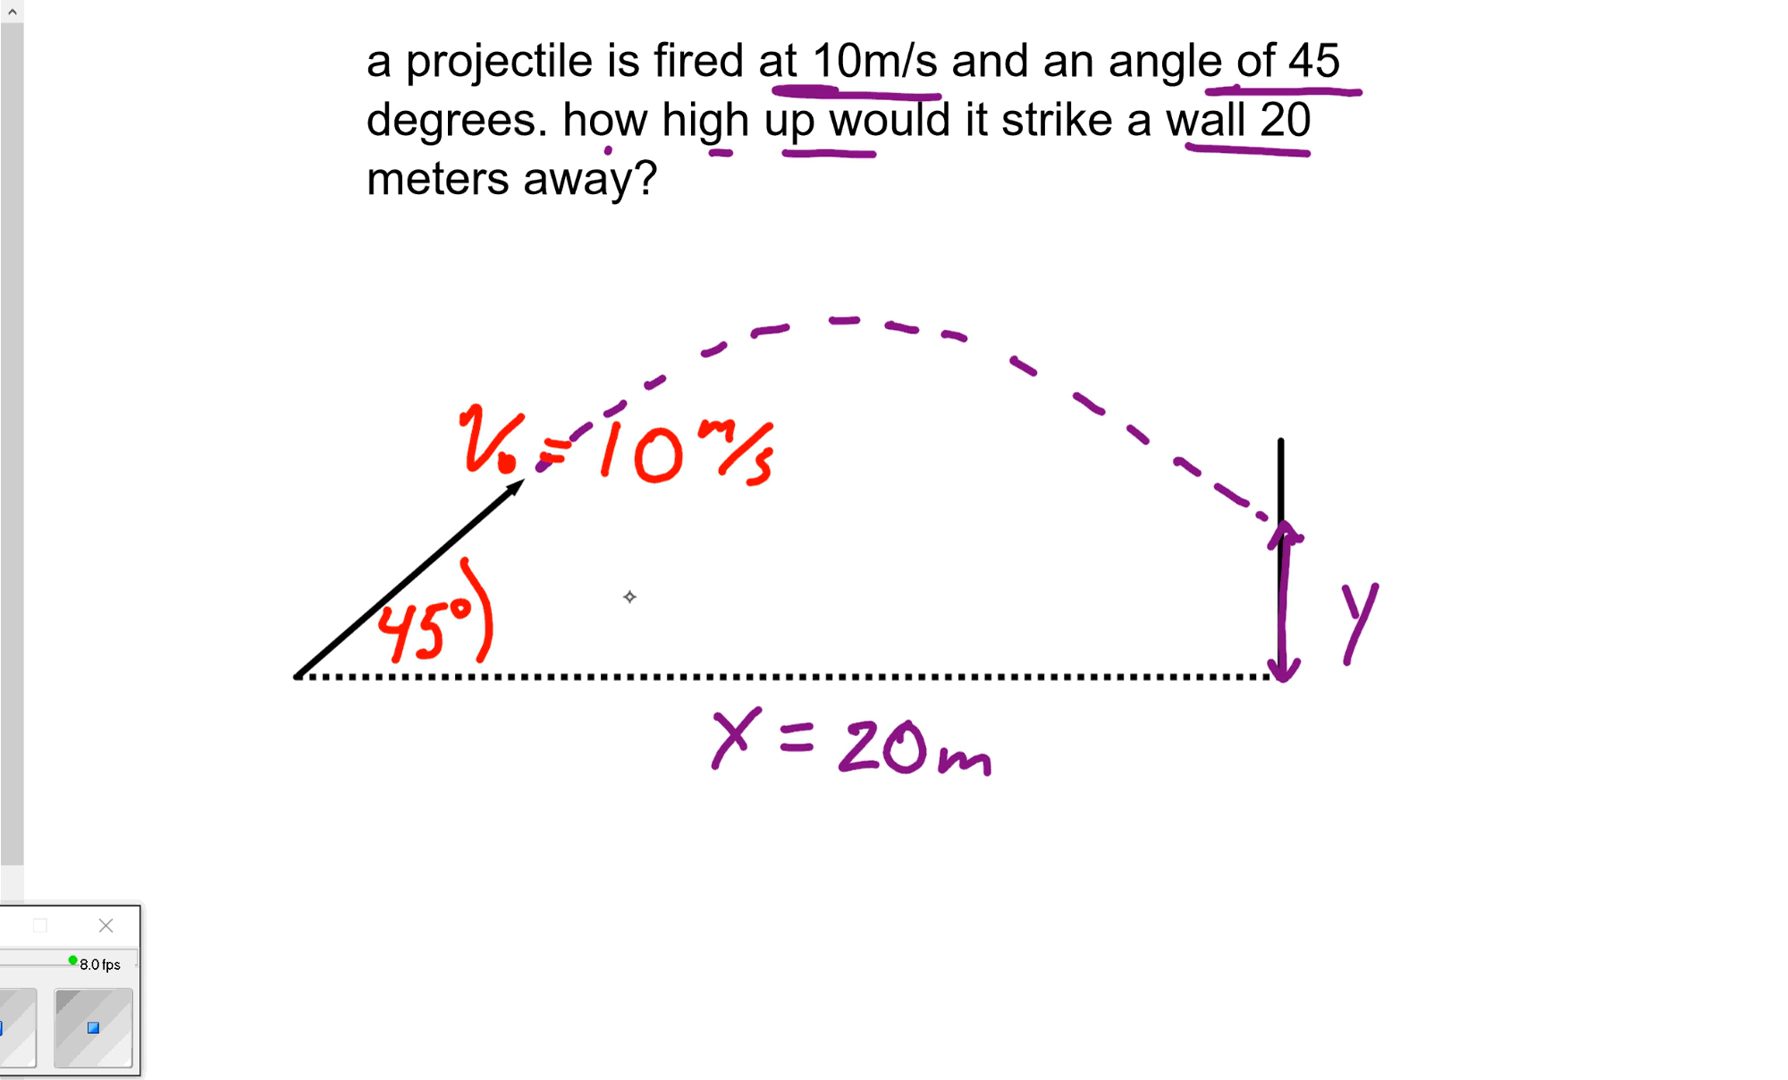 a projectile is fired at 10m/s and an angle of 45
degrees. how high up would it strike a wall 20
meters away?
V₀ = 10 m/s
45°
y
x = 20m
8.0 fps